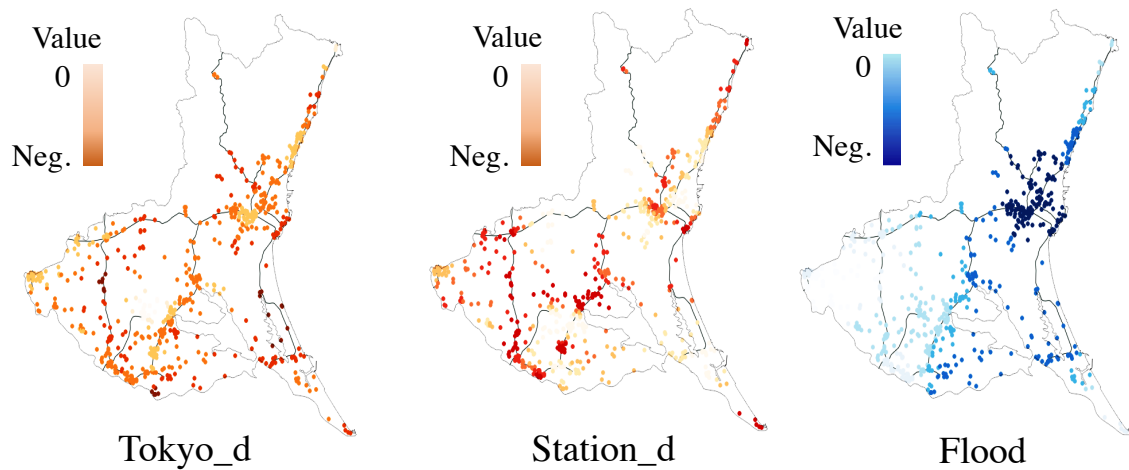 Value
0
Neg.
Tokyo_d
Value
0
Neg.
Station_d
Value
0
Neg.
Flood